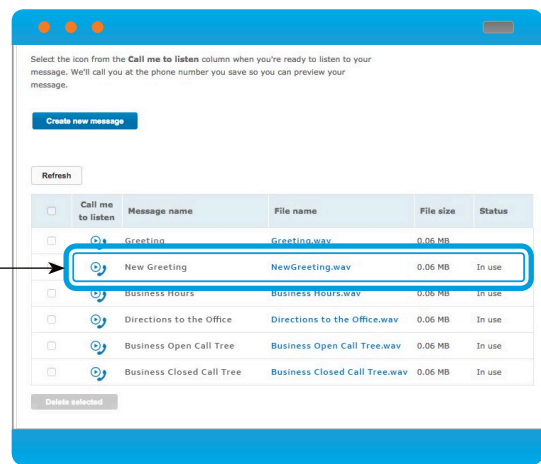 Select the icon from the Call me to listen column when you're ready to listen to your
message. We'll call you at the phone number you save so you can preview your
message.
Create new message
Refresh
Call me to listen Message name File name File size Status
Greeting Greeting.wav 0.06 MB
New Greeting NewGreeting.wav 0.06 MB In use
Business Hours Business Hours.wav 0.06 MB In use
Directions to the Office Directions to the Office.wav 0.06 MB In use
Business Open Call Tree Business Open Call Tree.wav 0.06 MB In use
Business Closed Call Tree Business Closed Call Tree.wav 0.06 MB In use
Delete selected